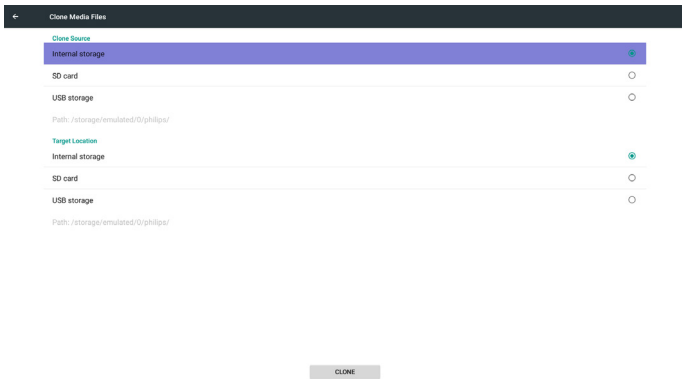 Clone Media Files
Clone Source
Internal storage
SD card
USB storage
Path: /storage/emulated/0/philips/
Target Location
Internal storage
SD card
USB storage
Path: /storage/emulated/0/philips/
CLONE